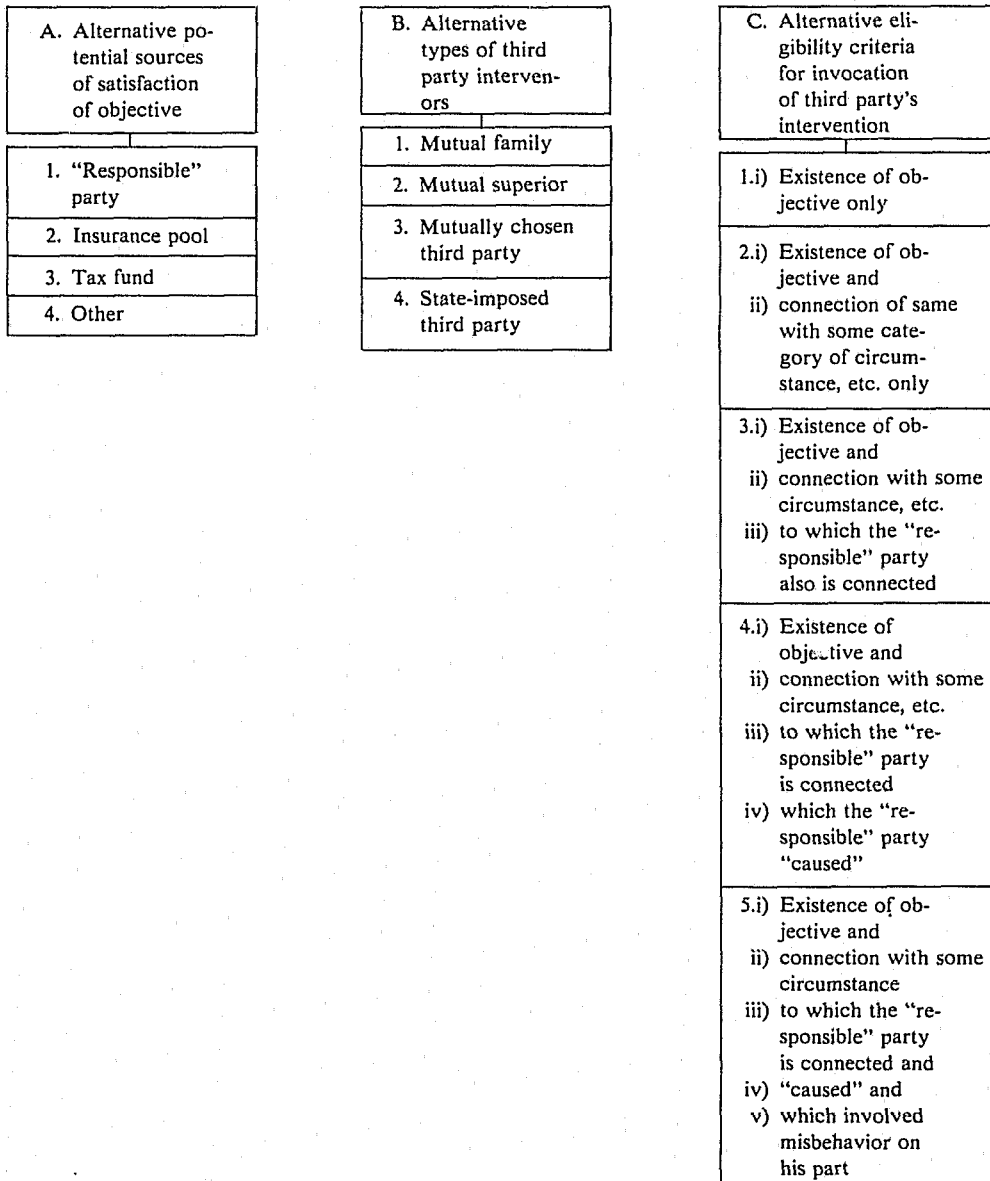 A. Alternative po-
tential sources
of satisfaction
of objective
1. “Responsible”
party
2. Insurance pool
3. Tax fund
4. Other
B. Alternative
types of third
party interven-
ors
1. Mutual family
2. Mutual superior
3. Mutually chosen
third party
4. State-imposed
third party
C. Alternative eli-
gibility criteria
for invocation
of third party's
intervention
1.i) Existence of ob-
jective only
2.i) Existence of ob-
jective and
ii) connection of same
with some cate-
gory of circum-
stance, etc. only
3.i) Existence of ob-
jective and
ii) connection with some
circumstance, etc.
iii) to which the “re-
sponsible” party
also is connected
4.i) Existence of
objective and
ii) connection with some
circumstance, etc.
iii) to which the “re-
sponsible” party
is connected
iv) which the “re-
sponsible” party
“caused”
5.i) Existence of ob-
jective and
ii) connection with some
circumstance
iii) to which the “re-
sponsible” party
is connected and
iv) “caused” and
v) which involved
misbehavior on
his part